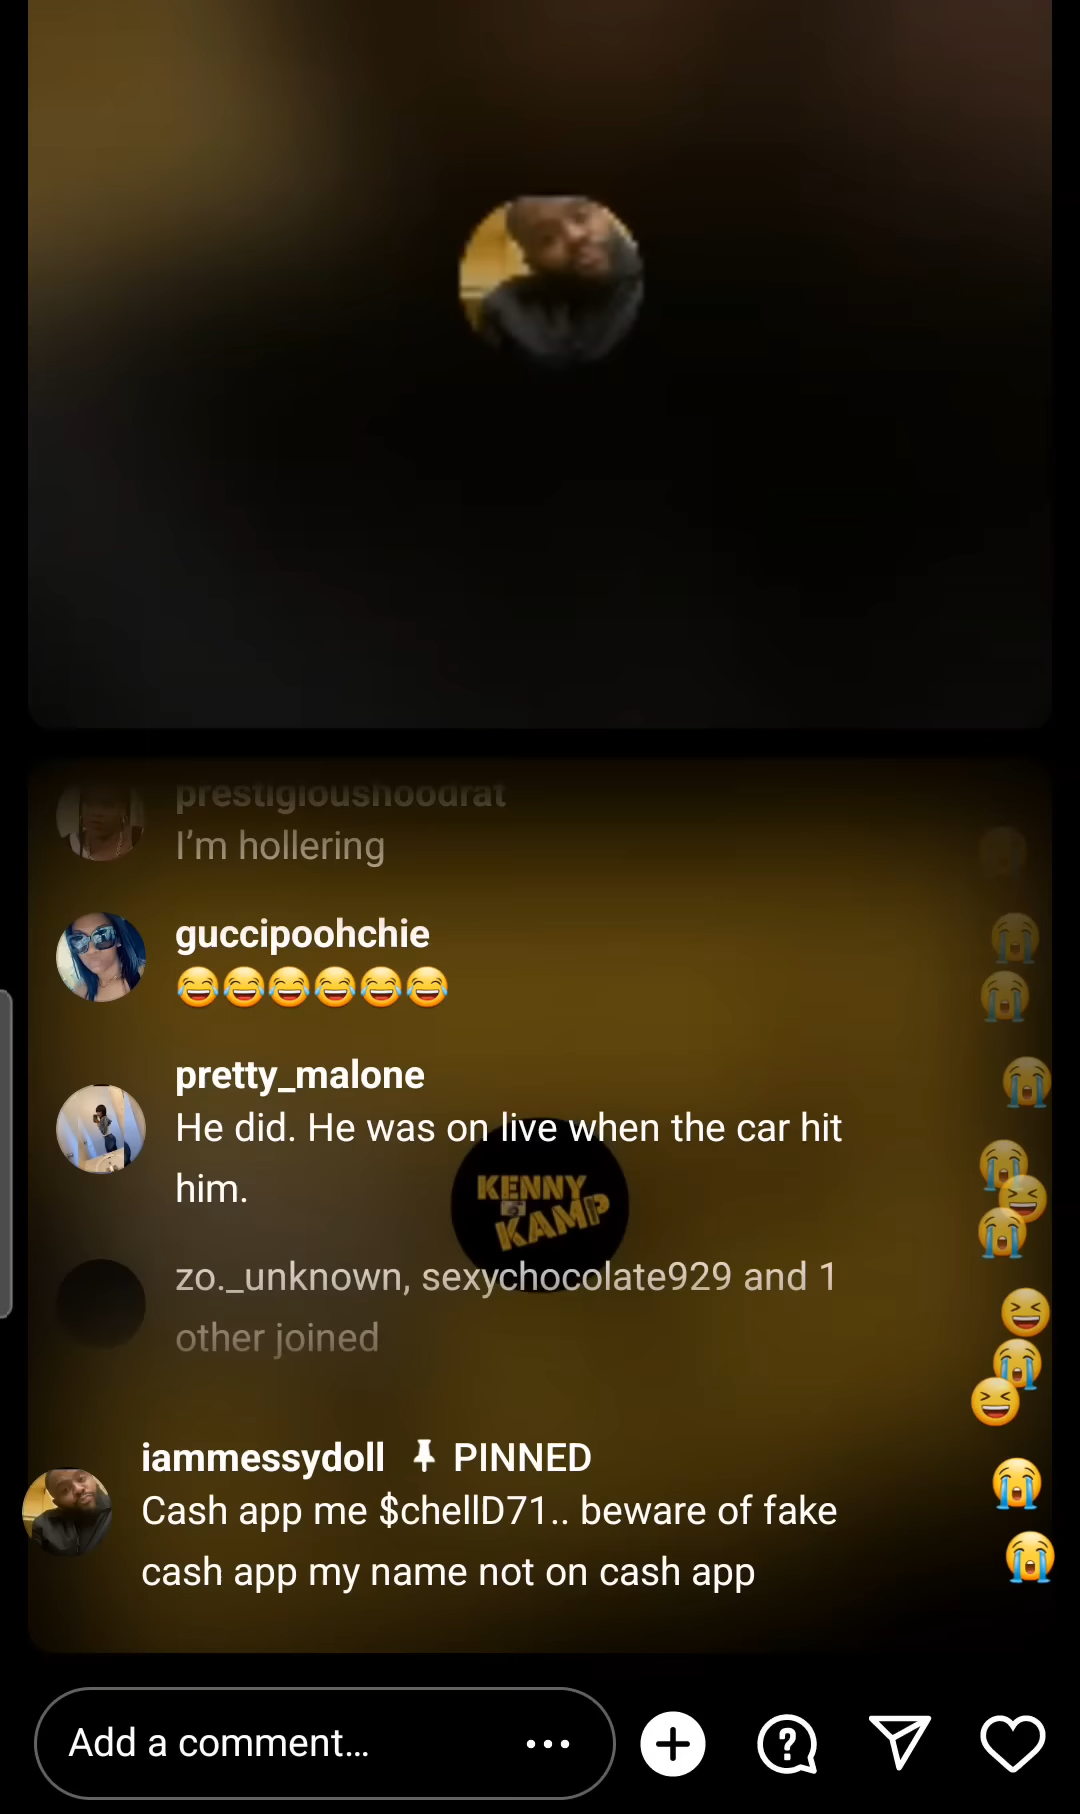 prestigioushoodrat
I’m hollering
guccipoohchie
😂😂😂😂😂😂
pretty_malone
He did. He was on live when the car hit
him.
KENNY
KAMP
zo._unknown, sexychocolate929 and 1
other joined
iammessydoll 📌 PINNED
Cash app me $chellD71.. beware of fake
cash app my name not on cash app
Add a comment...